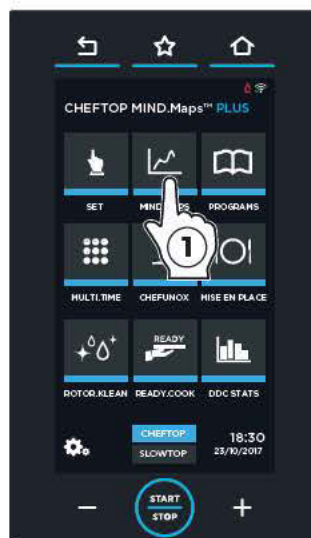 CHEFTOP MIND.Maps™ PLUS
SET
PROGRAMS
1
MULTI.TIME
CHEFUNOX
MISE EN PLACE
READY
ROTOR.KLEAN
READY.COOK
DDC STATS
CHEFTOP
18:30
SLOWTOP
23/10/2017
START
STOP